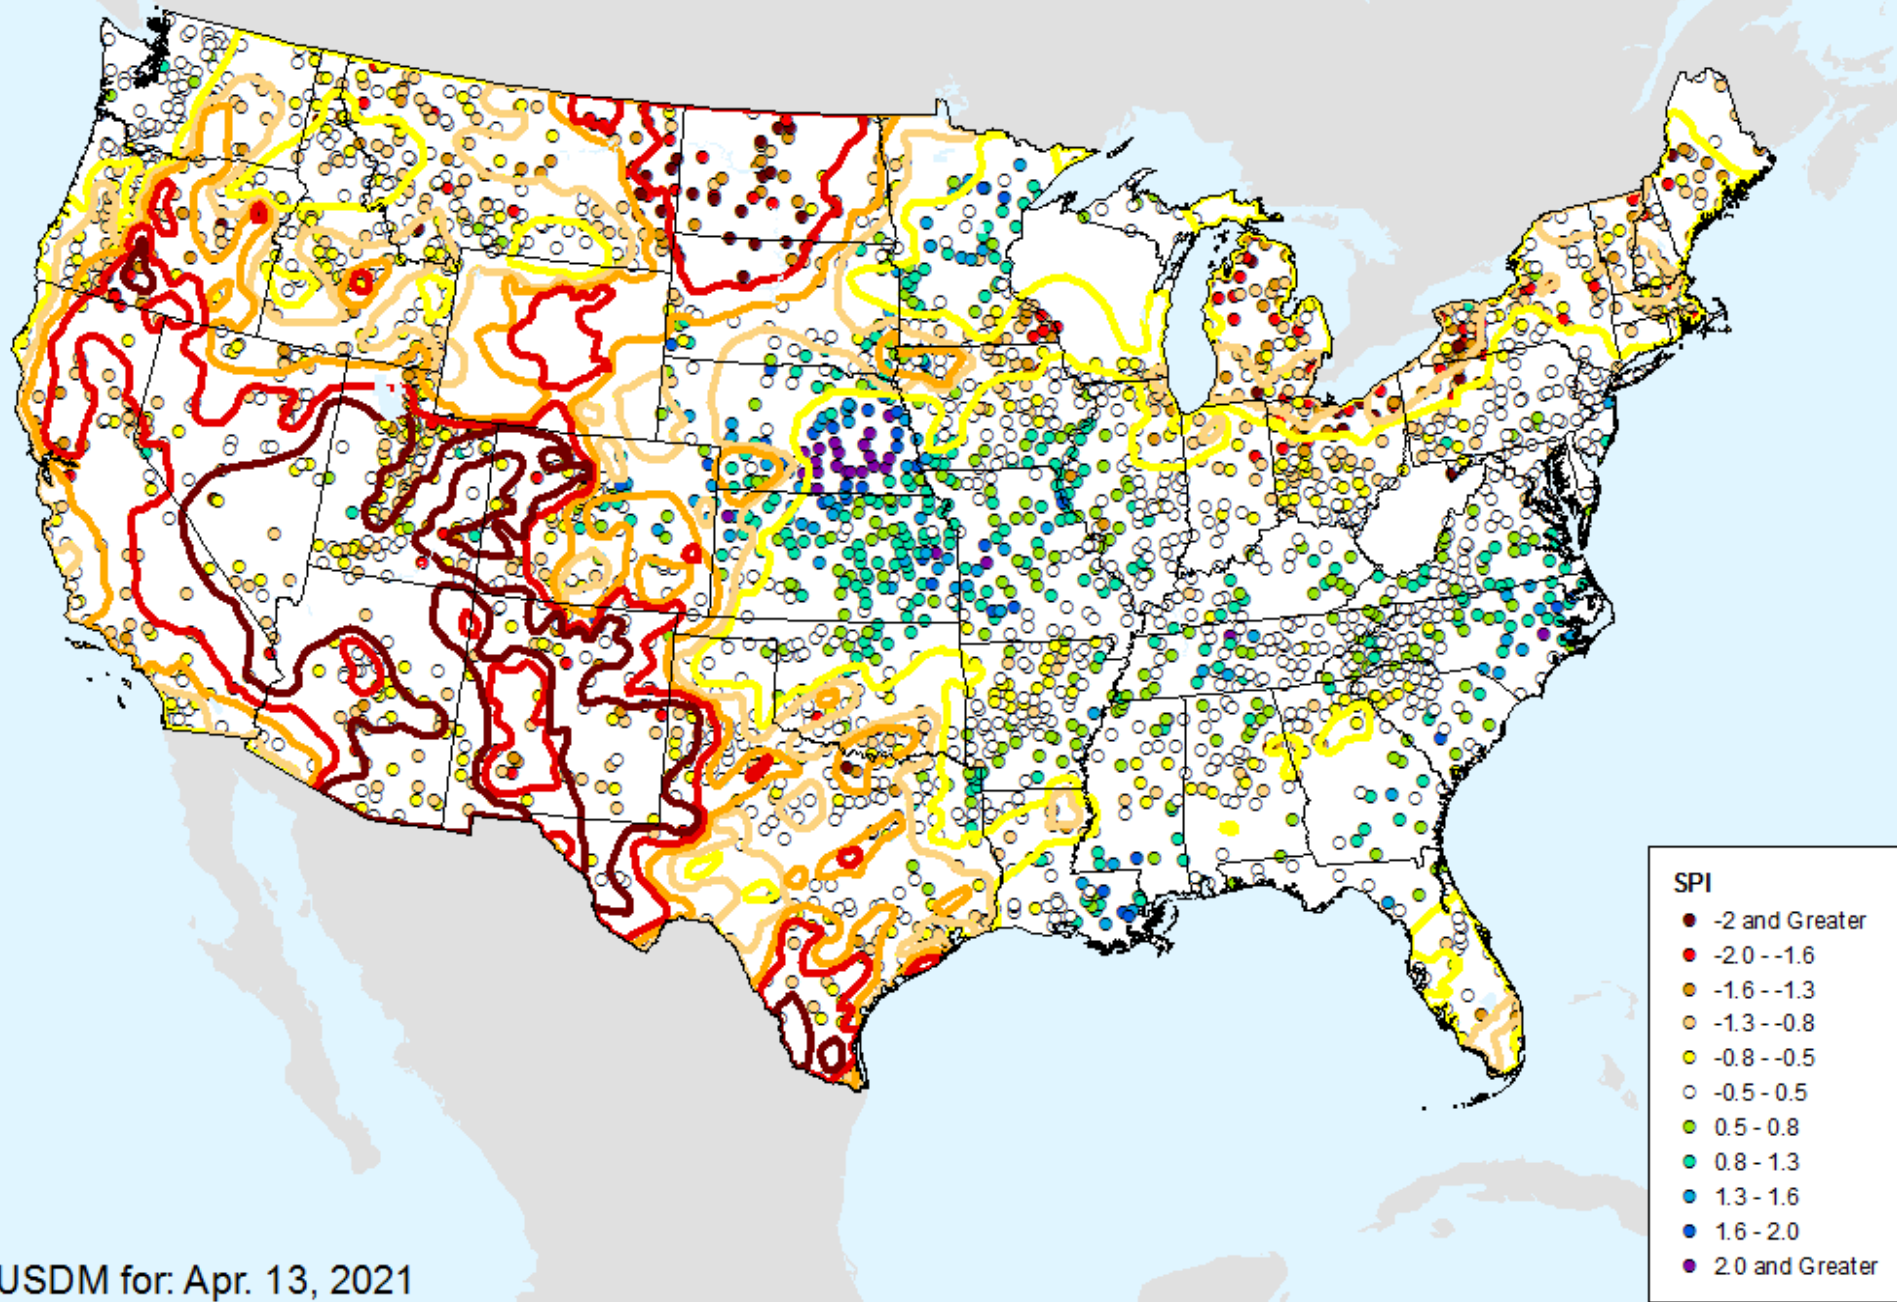 SPI
-2 and Greater
-2.0 - -1.6
-1.6 - -1.3
-1.3 - -0.8
-0.8 - -0.5
-0.5 - 0.5
0.5 - 0.8
0.8 - 1.3
1.3 - 1.6
1.6 - 2.0
2.0 and Greater
USDM for: Apr. 13, 2021